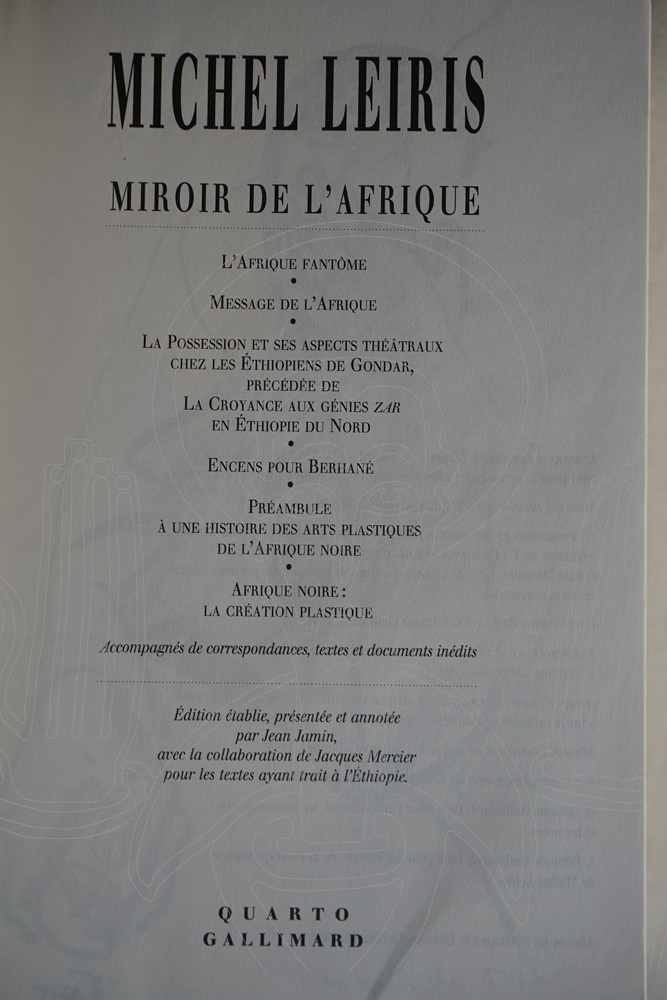 MICHEL LEIRIS
MIROIR DE L'AFRIQUE
L'AFRIQUE FANTÔME
•
MESSAGE DE L'AFRIQUE
•
LA POSSESSION ET SES ASPECTS THÉÂTRAUX
CHEZ LES ÉTHIOPIENS DE GONDAR,
PRÉCÉDÉE DE
LA CROYANCE AUX GÉNIES ZAR
EN ÉTHIOPIE DU NORD
•
ENCENS POUR BERHANÉ
•
PRÉAMBULE
À UNE HISTOIRE DES ARTS PLASTIQUES
DE L'AFRIQUE NOIRE
•
AFRIQUE NOIRE :
LA CRÉATION PLASTIQUE
Accompagnés de correspondances, textes et documents inédits
Édition établie, présentée et annotée
par Jean Jamin,
avec la collaboration de Jacques Mercier
pour les textes ayant trait à l'Éthiopie.
QUARTO
GALLIMARD